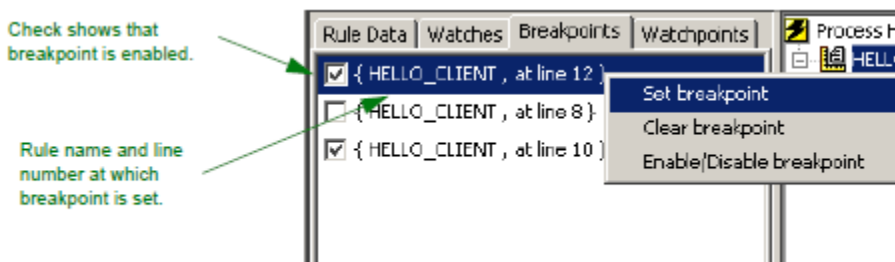 Check shows that
breakpoint is enabled.
Rule Data Watches Breakpoints Watchpoints
Process
{ HELLO_CLIENT , at line 12 }
{ HELLO_CLIENT , at line 8 }
{ HELLO_CLIENT , at line 10 }
Set breakpoint
Clear breakpoint
Enable/Disable breakpoint
Rule name and line
number at which
breakpoint is set.